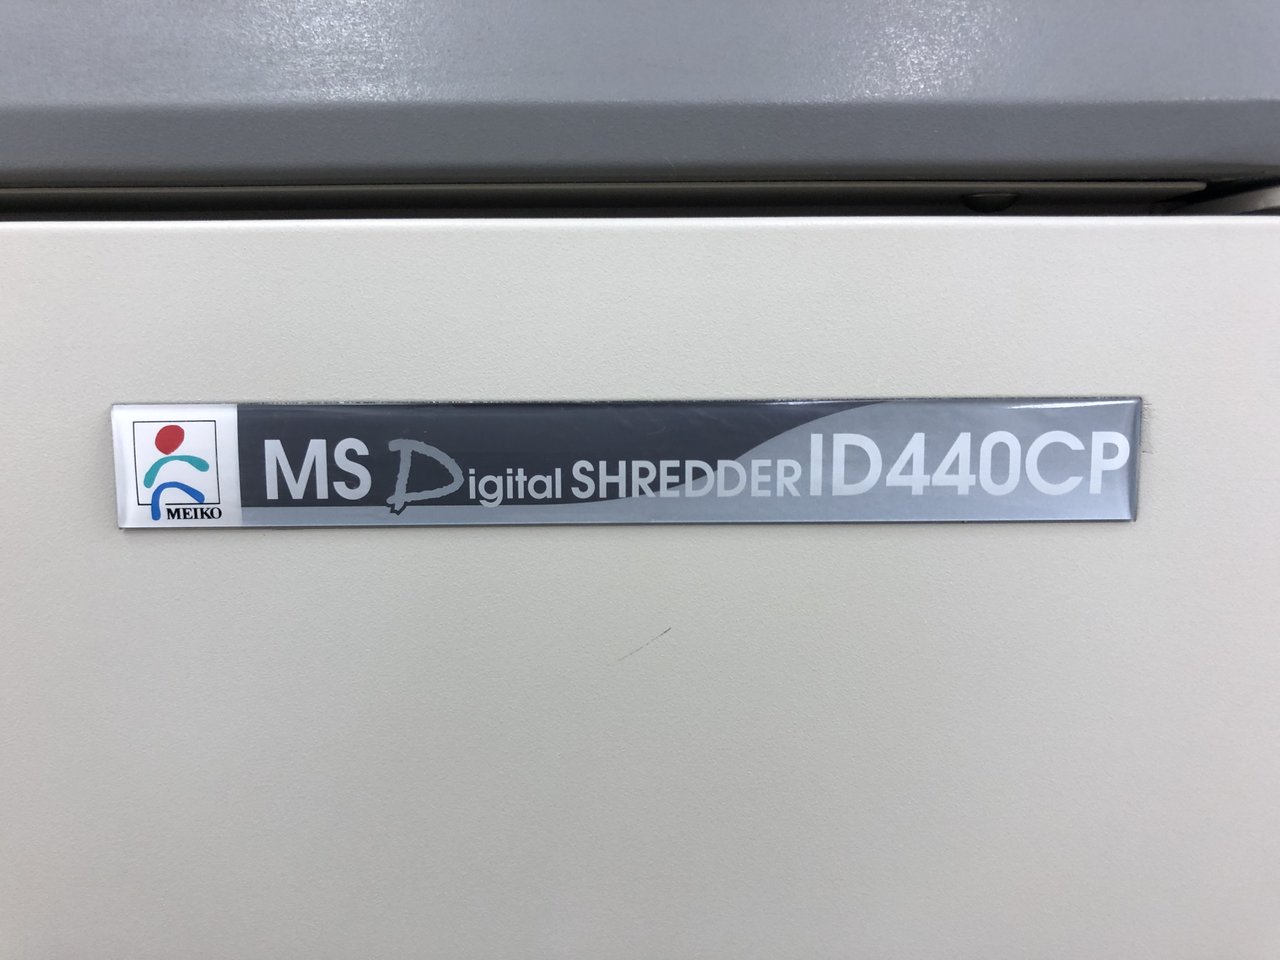 MEIKO
MS Digital SHREDDER ID440CP